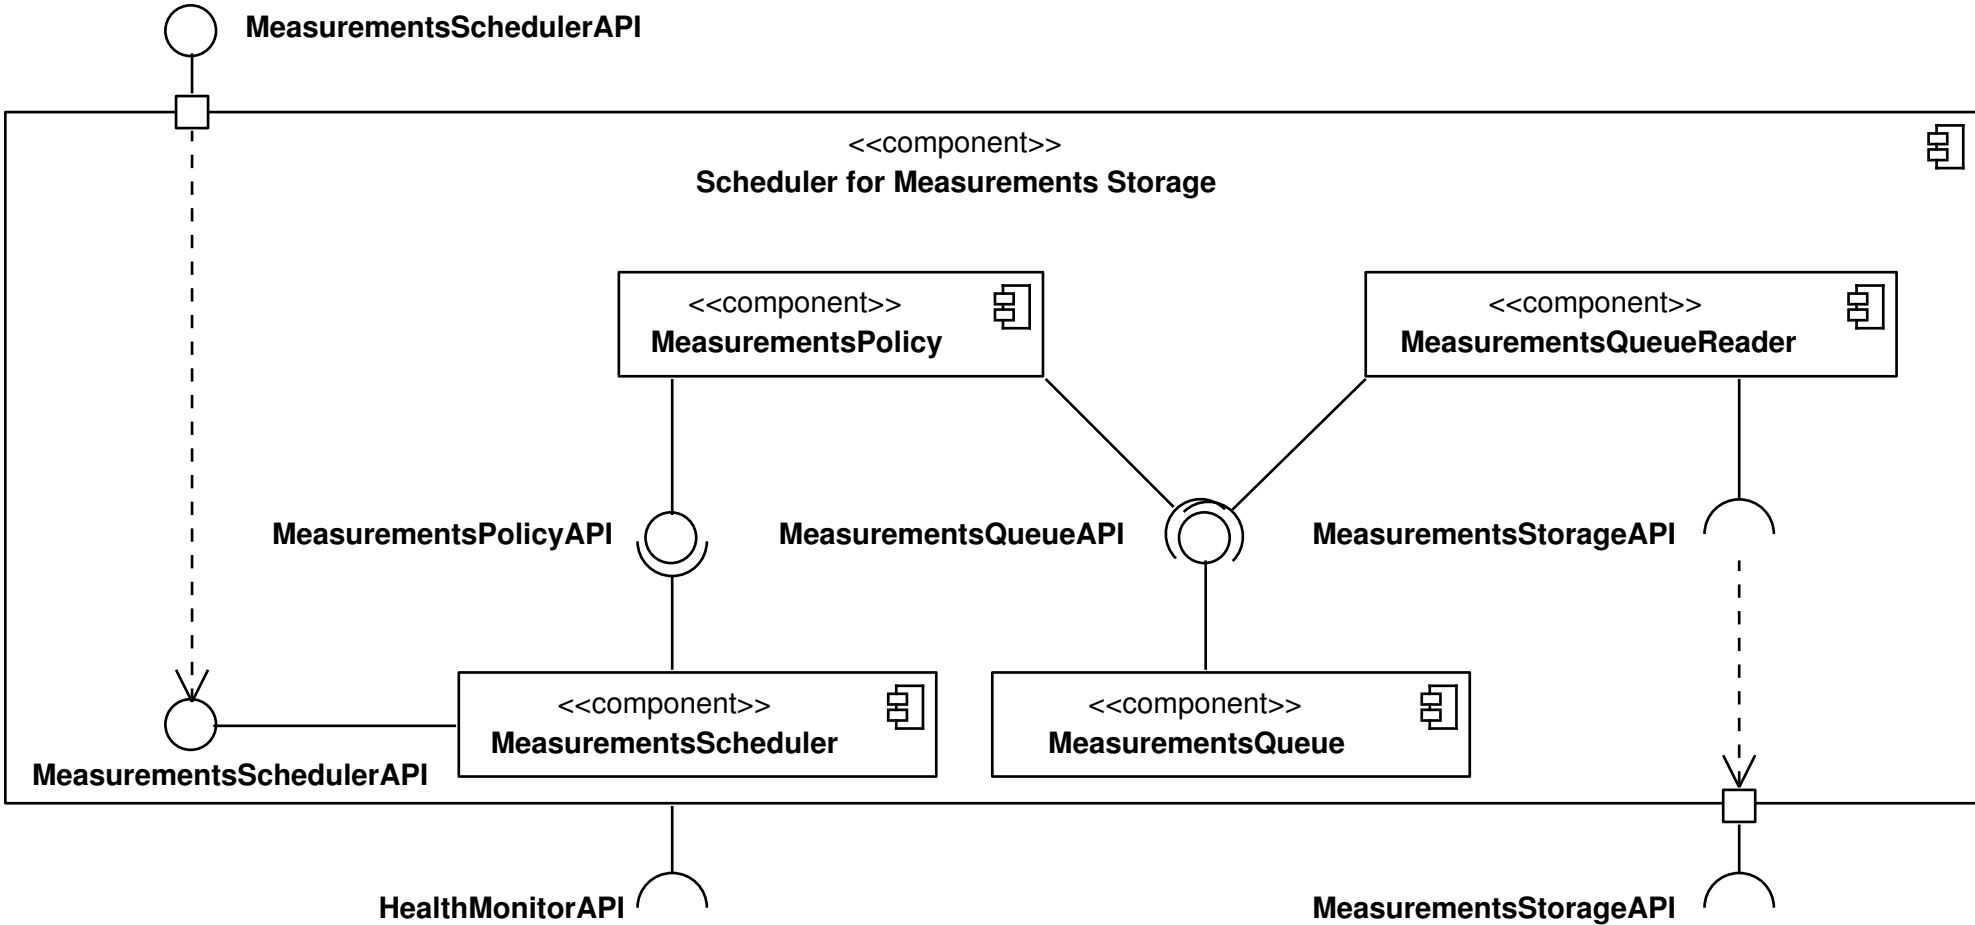 MeasurementsSchedulerAPI
<<component>>
Scheduler for Measurements Storage
<<component>>
MeasurementsPolicy
<<component>>
MeasurementsQueueReader
MeasurementsPolicyAPI
MeasurementsQueueAPI
MeasurementsStorageAPI
<<component>>
MeasurementsScheduler
<<component>>
MeasurementsQueue
MeasurementsSchedulerAPI
HealthMonitorAPI
MeasurementsStorageAPI